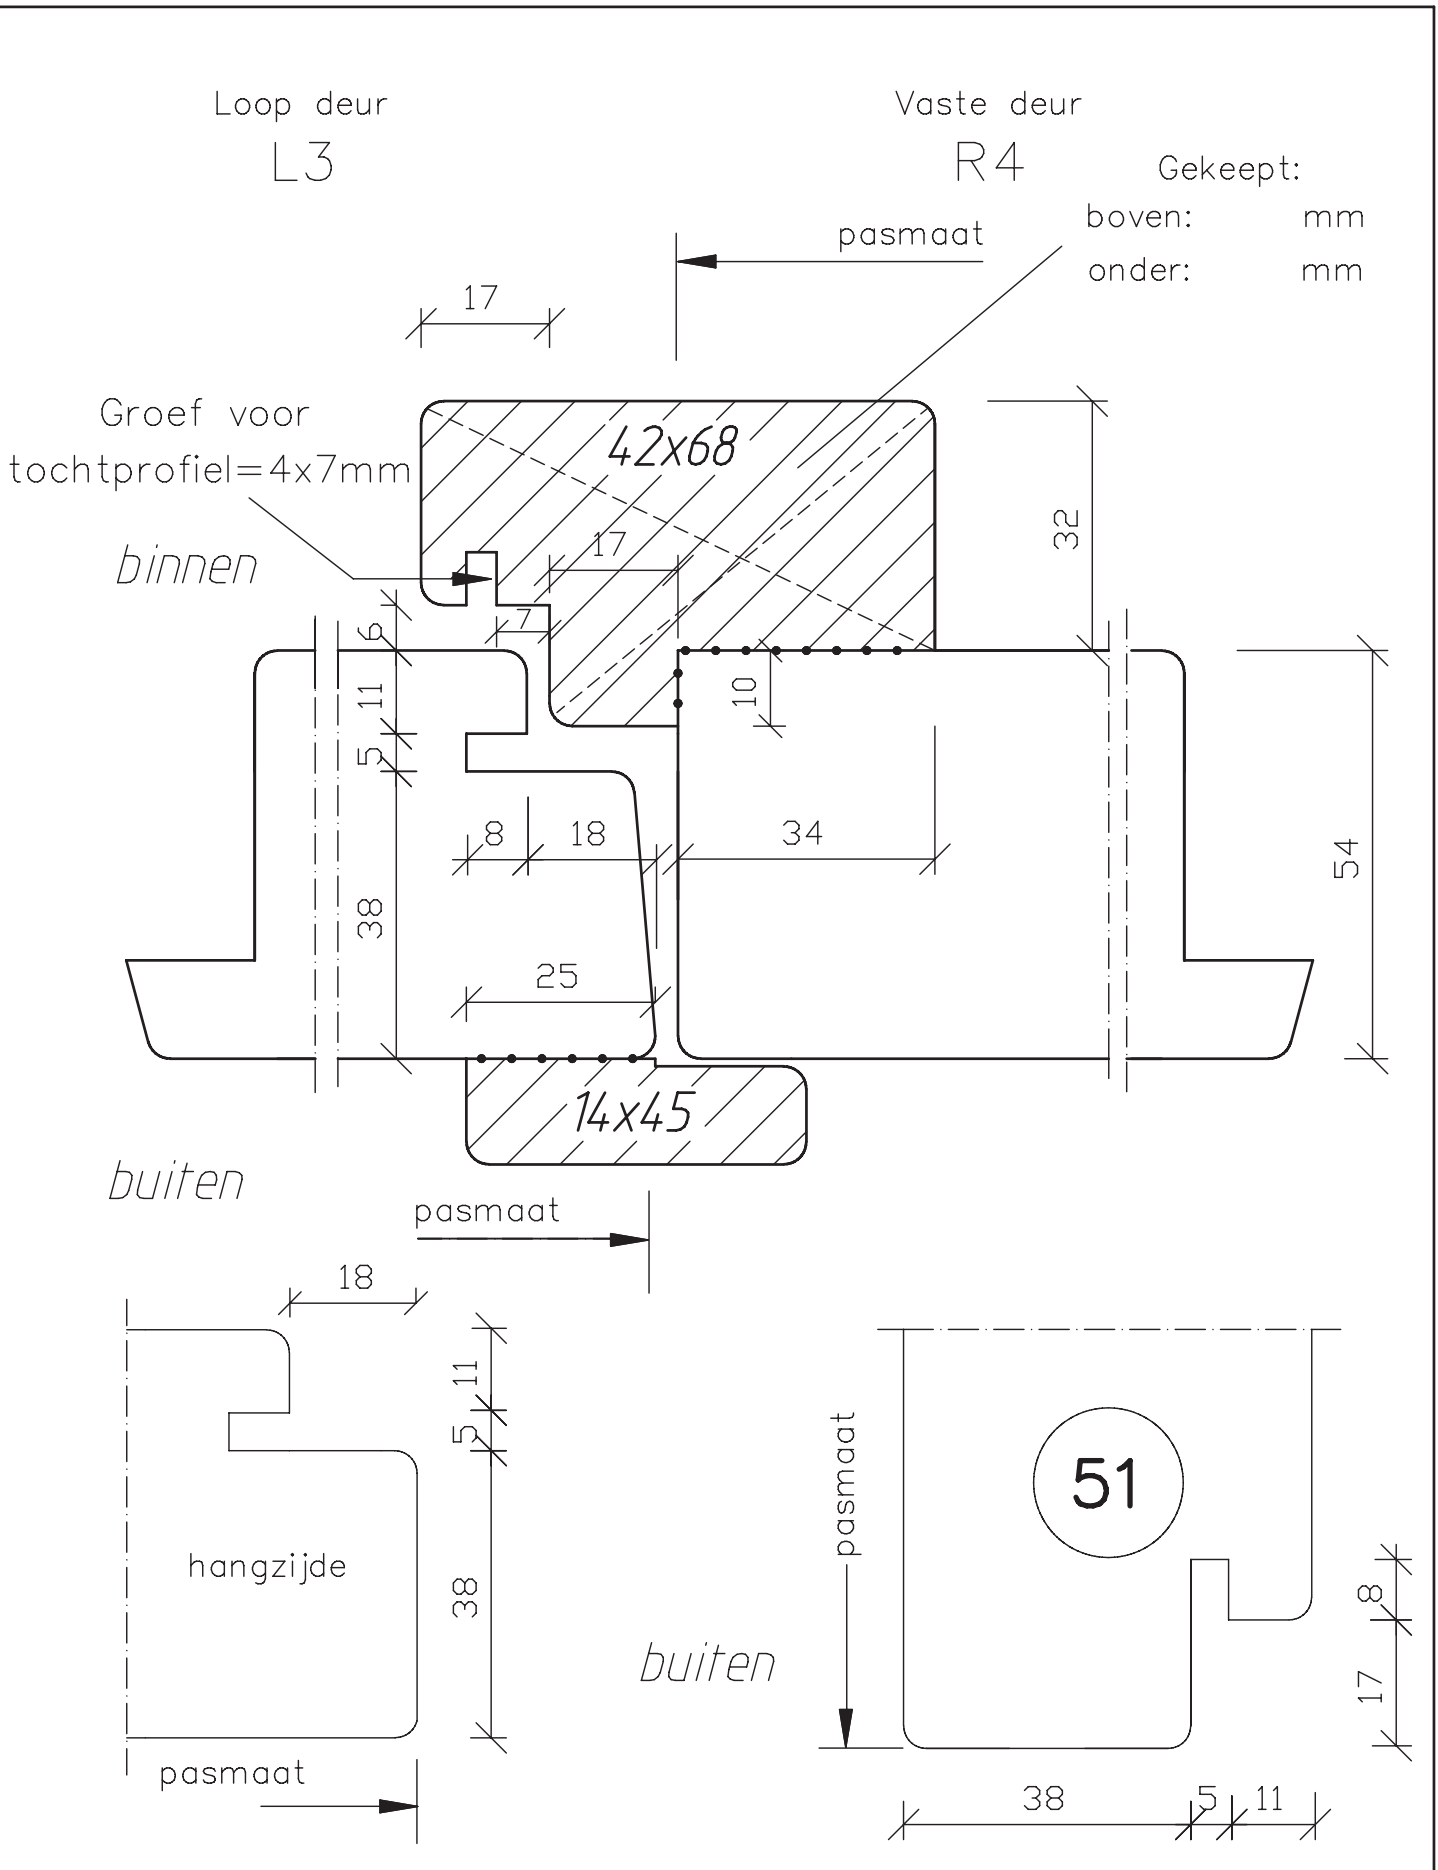 Loop deur
L3
Vaste deur
R4
Gekeept:
boven: mm
onder: mm
pasmaat
17
Groef voor
tochtprofiel=4x7mm
42x68
32
binnen
17
7
6
11
5
10
8
18
34
54
38
25
14x45
buiten
pasmaat
18
11
5
38
hangzijde
pasmaat
pasmaat
51
buiten
8
17
38
5
11